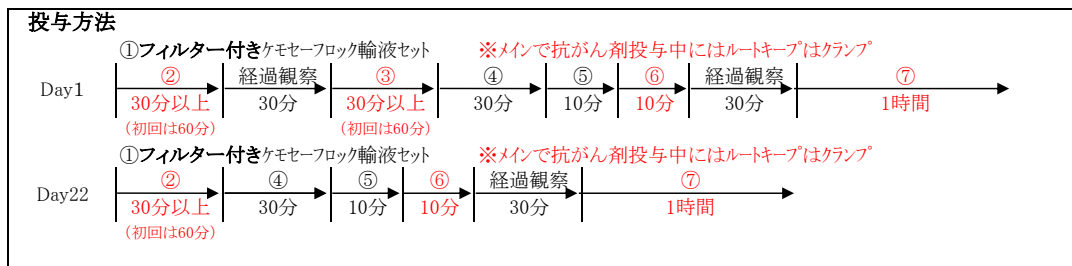 投与方法
①フィルター付きケモセーフロック輸液セット ※メインで抗がん剤投与中にはルートキープはクランプ
② 経過観察 ③ ④ ⑤ ⑥ 経過観察 ⑦
Day1
30分以上 30分 30分以上 30分 10分 10分 30分 1時間
(初回は60分) (初回は60分)
①フィルター付きケモセーフロック輸液セット ※メインで抗がん剤投与中にはルートキープはクランプ
② ④ ⑤ ⑥ 経過観察 ⑦
Day22
30分以上 30分 10分 10分 30分 1時間
(初回は60分)